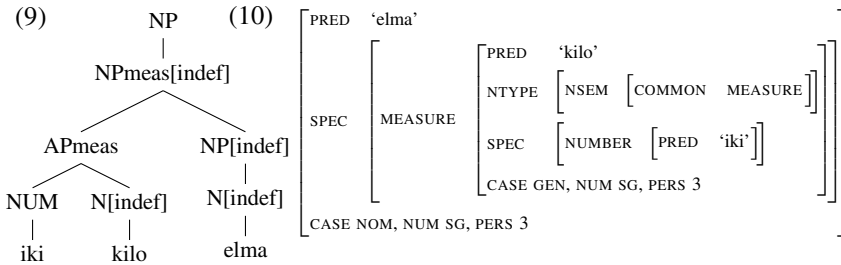 (9)
NP
NPmeas[indef]
APmeas NP[indef]
NUM N[indef] N[indef]
iki kilo elma
(10)
PRED ‘elma’
SPEC [MEASURE [PRED ‘kilo’
NTYPE [NSEM [COMMON MEASURE]]
SPEC [NUMBER [PRED ‘iki’]]
CASE GEN, NUM SG, PERS 3]]
CASE NOM, NUM SG, PERS 3